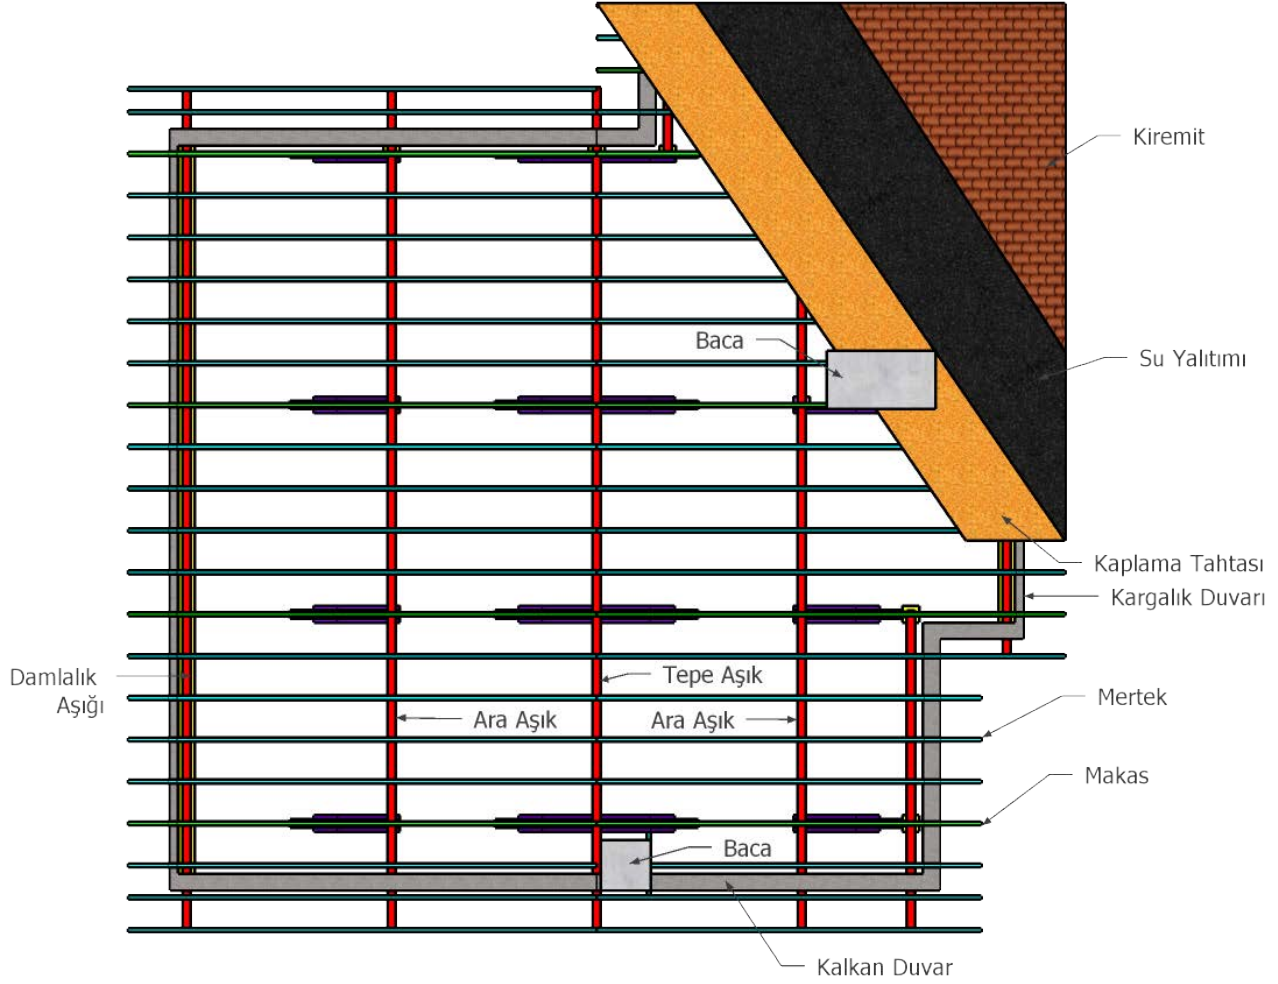 Kiremit
Baca
Su Yalıtımı
Kaplama Tahtası
Kargalık Duvarı
Damlalık
Aşığı
Tepe Aşık
Ara Aşık
Ara Aşık
Mertek
Makas
Baca
Kalkan Duvar